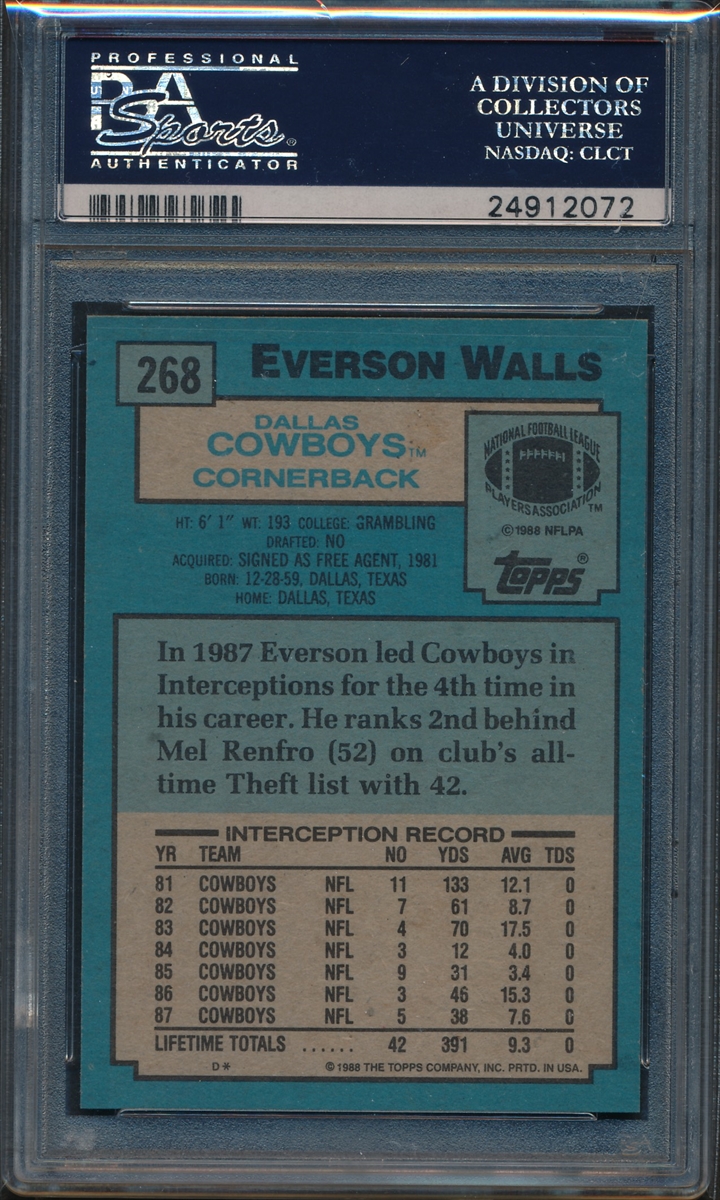 PROFESSIONAL
PSA
Sports®
AUTHENTICATOR
A DIVISION OF
COLLECTORS
UNIVERSE
NASDAQ: CLCT
24912072
268
EVERSON WALLS
DALLAS
COWBOYS™
CORNERBACK
NATIONAL FOOTBALL LEAGUE
PLAYERS ASSOCIATION™
©1988 NFLPA
topps®
HT: 6' 1" WT: 193 COLLEGE: GRAMBLING
DRAFTED: NO
ACQUIRED: SIGNED AS FREE AGENT, 1981
BORN: 12-28-59, DALLAS, TEXAS
HOME: DALLAS, TEXAS
In 1987 Everson led Cowboys in
Interceptions for the 4th time in
his career. He ranks 2nd behind
Mel Renfro (52) on club's all-
time Theft list with 42.
INTERCEPTION RECORD
YR TEAM NO YDS AVG TDS
81 COWBOYS NFL 11 133 12.1 0
82 COWBOYS NFL 7 61 8.7 0
83 COWBOYS NFL 4 70 17.5 0
84 COWBOYS NFL 3 12 4.0 0
85 COWBOYS NFL 9 31 3.4 0
86 COWBOYS NFL 3 46 15.3 0
87 COWBOYS NFL 5 38 7.6 0
LIFETIME TOTALS ...... 42 391 9.3 0
D* ©1988 THE TOPPS COMPANY, INC. PRTD. IN USA.